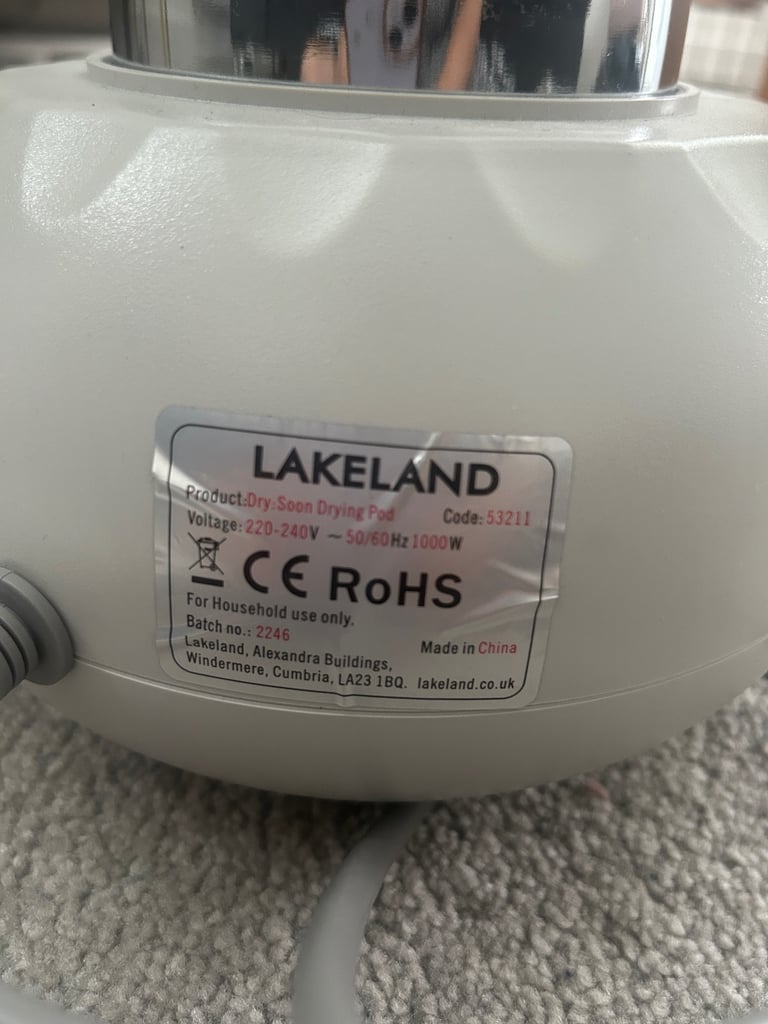 LAKELAND
Product:Dry:Soon Drying Pod Code: 53211
Voltage: 220-240V ~ 50/60Hz 1000W
CE RoHS
For Household use only.
Batch no.: 2246 Made in China
Lakeland, Alexandra Buildings,
Windermere, Cumbria, LA23 1BQ. lakeland.co.uk